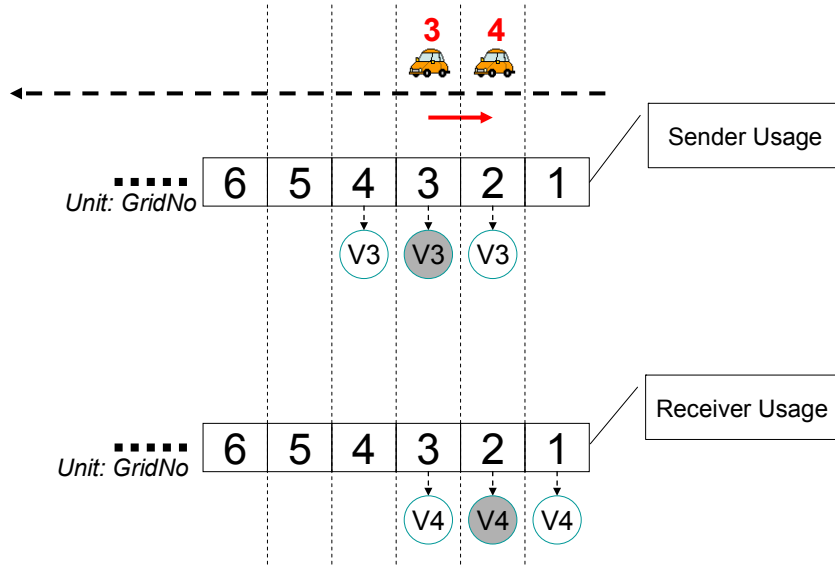 3 4
Sender Usage
6 5 4 3 2 1
Unit: GridNo
V3 V3 V3
Receiver Usage
6 5 4 3 2 1
Unit: GridNo
V4 V4 V4